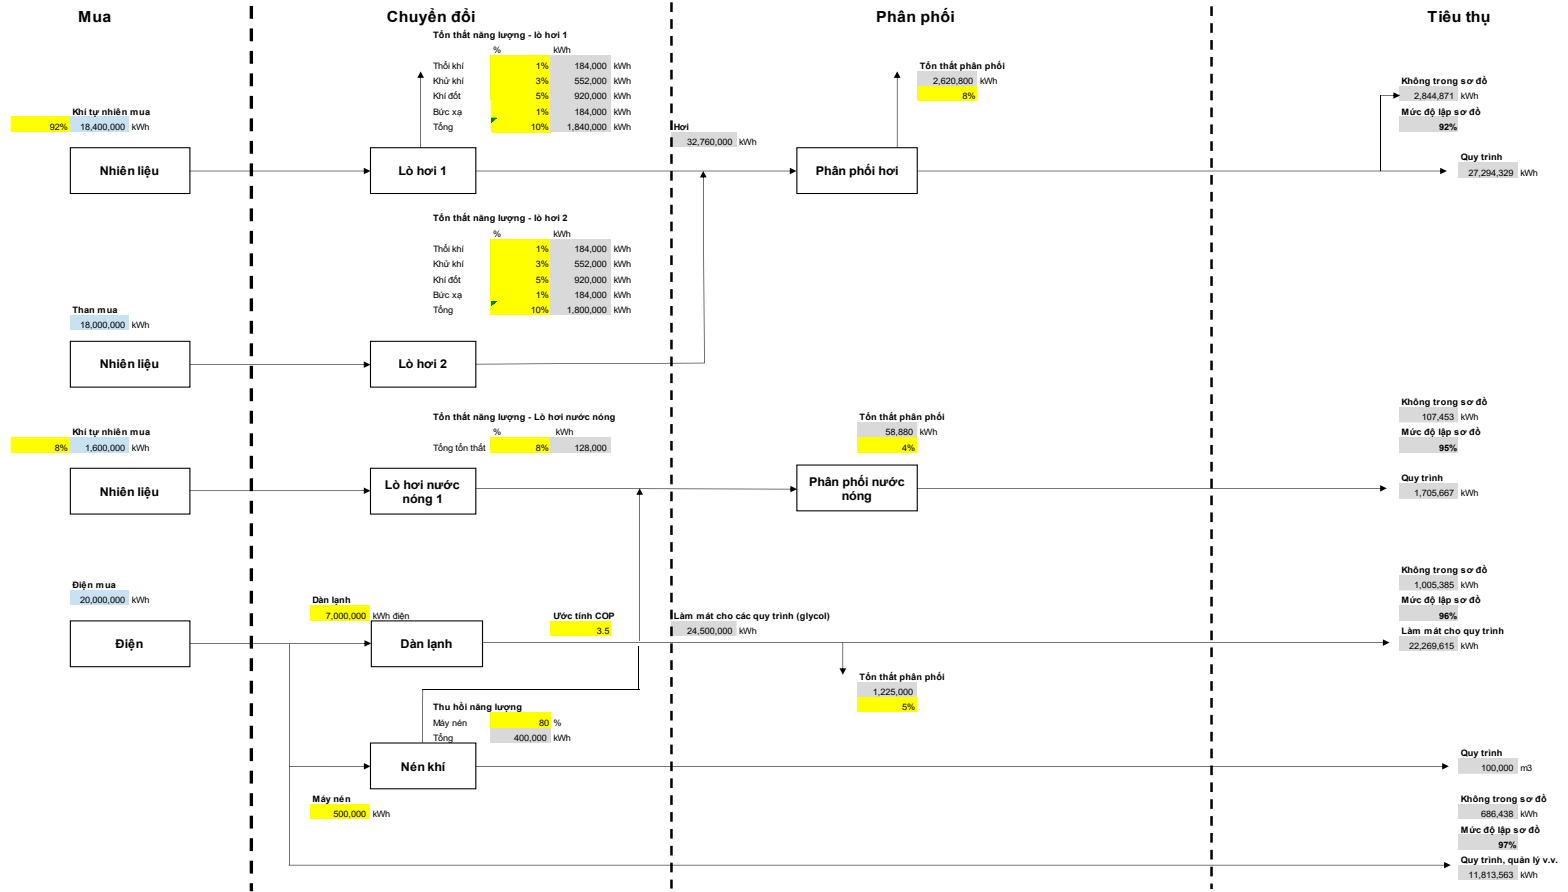 Mua
Chuyển đổi
Phân phối
Tiêu thụ
Tổn thất năng lượng - lò hơi 1
% kWh
Thổi khí 1% 184,000 kWh
Khử khí 3% 552,000 kWh
Khí đốt 5% 920,000 kWh
Bức xạ 1% 184,000 kWh
Tổng 10% 1,840,000 kWh
Tổn thất phân phối
2,620,800 kWh
8%
Không trong sơ đồ
2,844,871 kWh
Mức độ lập sơ đồ
92%
Khí tự nhiên mua
92% 18,400,000 kWh
Hơi
32,760,000 kWh
Nhiên liệu
Lò hơi 1
Phân phối hơi
Quy trình
27,294,329 kWh
Tổn thất năng lượng - lò hơi 2
% kWh
Thổi khí 1% 184,000 kWh
Khử khí 3% 552,000 kWh
Khí đốt 5% 920,000 kWh
Bức xạ 1% 184,000 kWh
Tổng 10% 1,800,000 kWh
Than mua
18,000,000 kWh
Nhiên liệu
Lò hơi 2
Khí tự nhiên mua
8% 1,600,000 kWh
Tổn thất năng lượng - Lò hơi nước nóng
% kWh
Tổng tổn thất 8% 128,000
Tổn thất phân phối
58,880 kWh
4%
Không trong sơ đồ
107,453 kWh
Mức độ lập sơ đồ
95%
Nhiên liệu
Lò hơi nước
nóng 1
Phân phối nước
nóng
Quy trình
1,705,667 kWh
Điện mua
20,000,000 kWh
Dàn lạnh
7,000,000 kWh điện
Ước tính COP
3.5
Làm mát cho các quy trình (glycol)
24,500,000 kWh
Không trong sơ đồ
1,005,385 kWh
Mức độ lập sơ đồ
96%
Điện
Dàn lạnh
Làm mát cho quy trình
22,269,615 kWh
Tổn thất phân phối
1,225,000
5%
Thu hồi năng lượng
Máy nén 80 %
Tổng 400,000 kWh
Nén khí
Quy trình
100,000 m3
Máy nén
500,000 kWh
Không trong sơ đồ
686,438 kWh
Mức độ lập sơ đồ
97%
Quy trình, quản lý v.v.
11,813,563 kWh